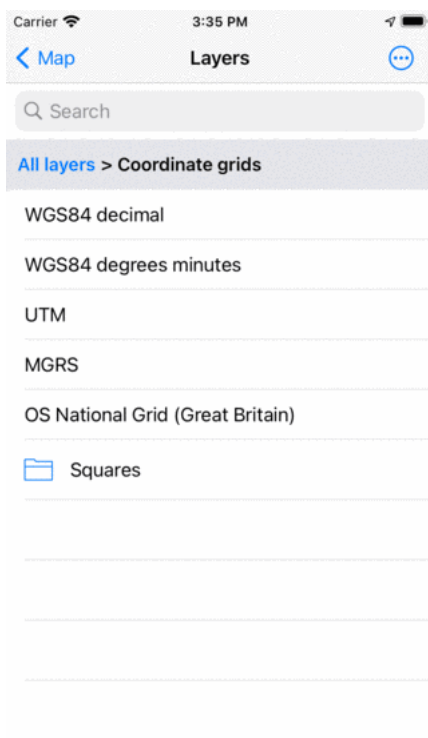 Carrier 3:35 PM
Map Layers
Search
All layers > Coordinate grids
WGS84 decimal
WGS84 degrees minutes
UTM
MGRS
OS National Grid (Great Britain)
Squares